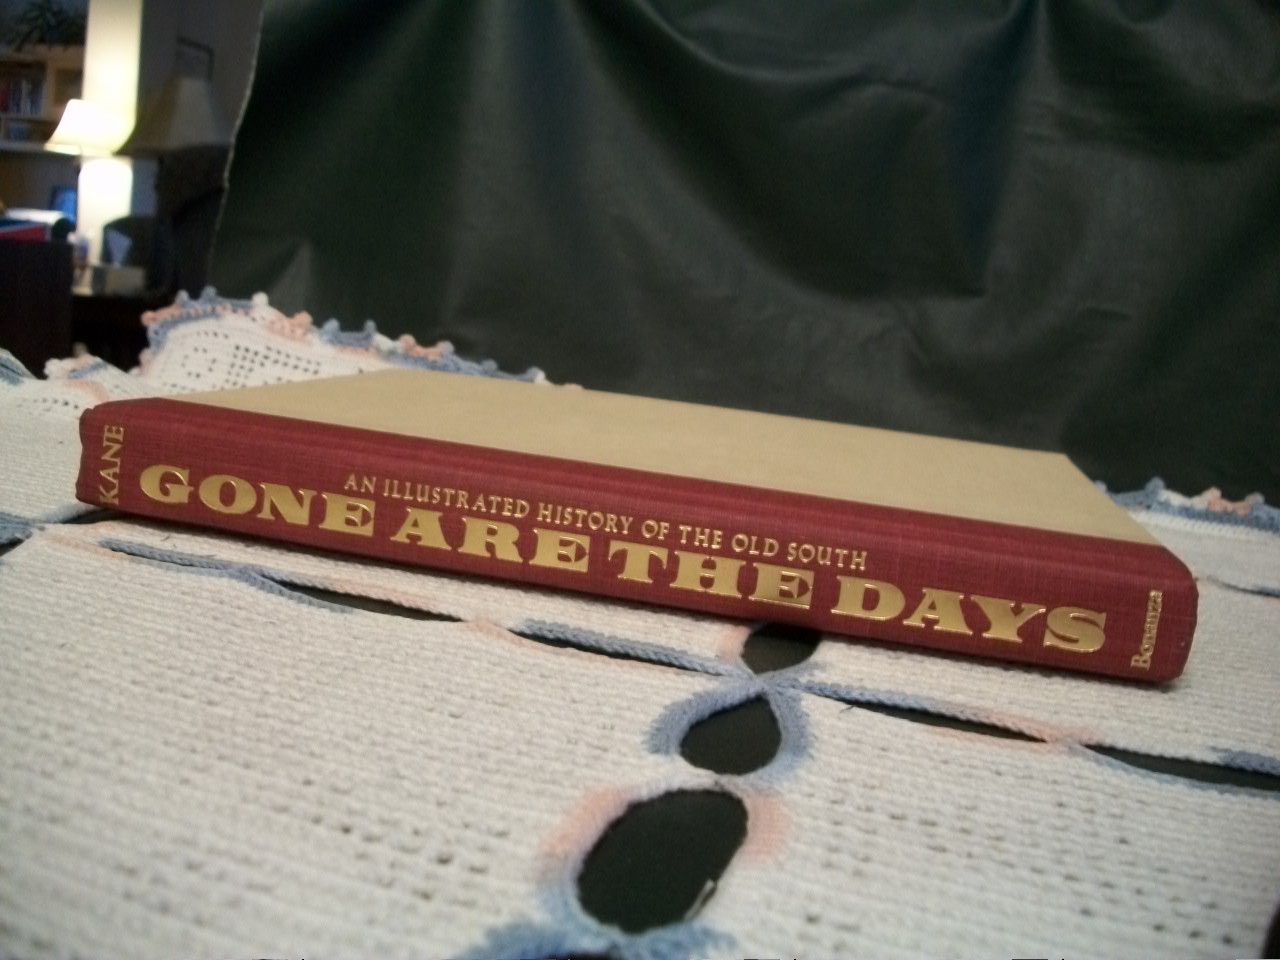 KANE
AN ILLUSTRATED HISTORY OF THE OLD SOUTH
GONE ARE THE DAYS
Bonanza